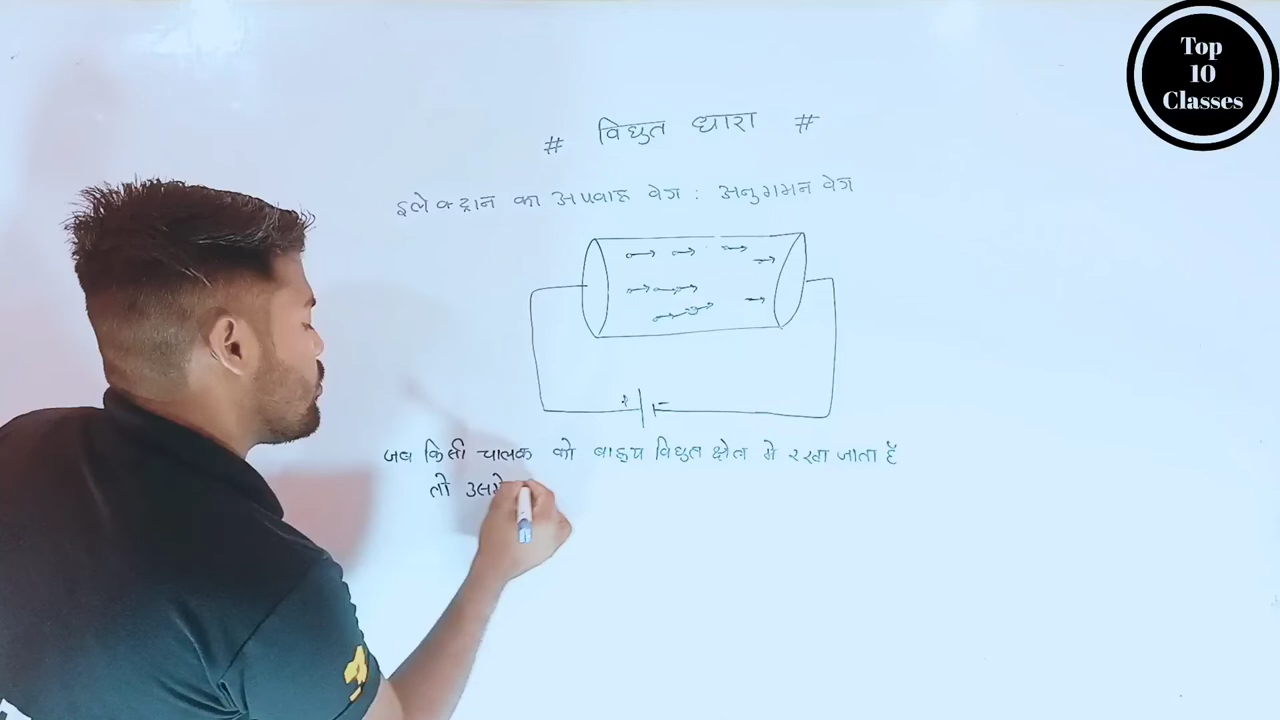 Top
10
Classes
# विधुत धारा #
इलेक्ट्रान का अपवाह वेग : अनुगमन वेग
+ -
जब किसी चालक को बाह्य विधुत क्षेत्र मे रखा जाता हैं
तो उसमे